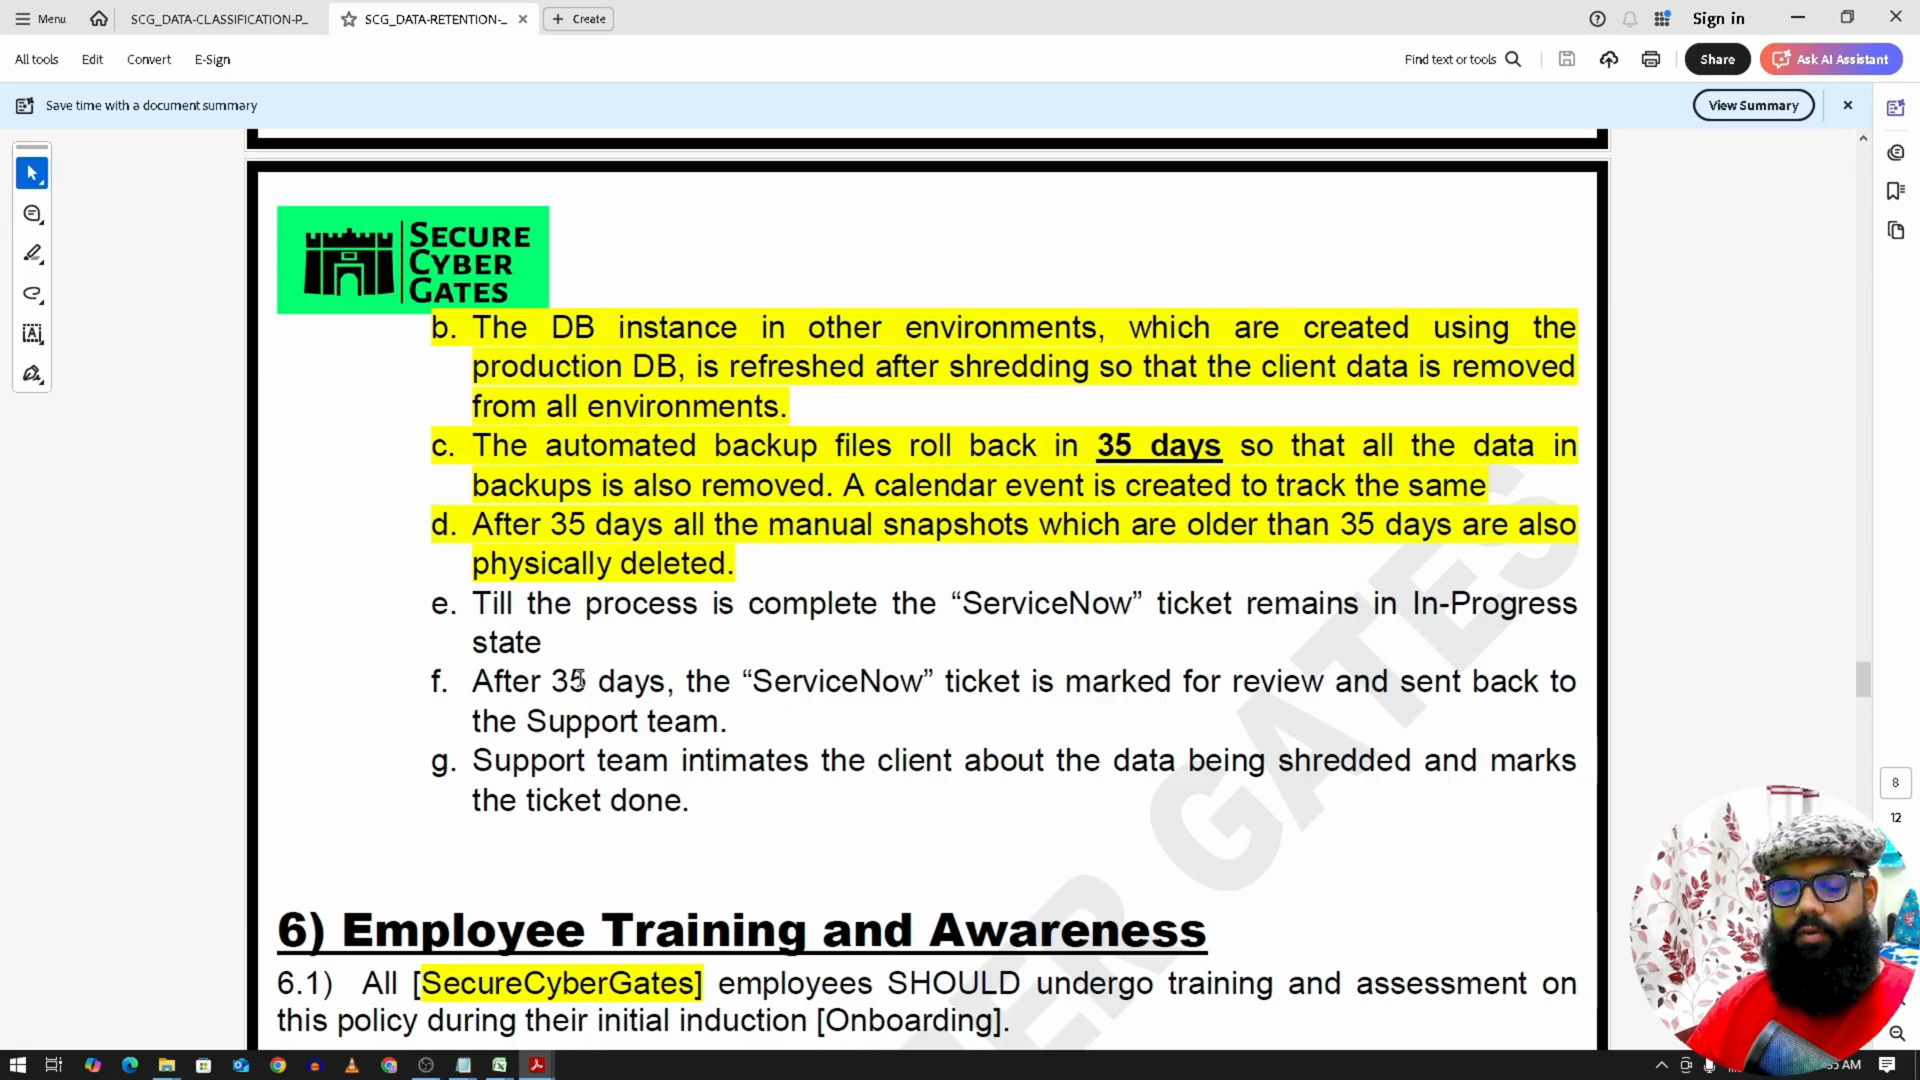 Menu
SCG_DATA-CLASSIFICATION-P...
SCG_DATA-RETENTION-...
Create
Sign in
All tools
Edit
Convert
E-Sign
Find text or tools
Share
Ask AI Assistant
Save time with a document summary
View Summary
SECURE
CYBER
GATES
b. The DB instance in other environments, which are created using the
production DB, is refreshed after shredding so that the client data is removed
from all environments.
c. The automated backup files roll back in 35 days so that all the data in
backups is also removed. A calendar event is created to track the same
d. After 35 days all the manual snapshots which are older than 35 days are also
physically deleted.
e. Till the process is complete the “ServiceNow” ticket remains in In-Progress
state
f. After 35 days, the “ServiceNow” ticket is marked for review and sent back to
the Support team.
g. Support team intimates the client about the data being shredded and marks
the ticket done.
6) Employee Training and Awareness
6.1) All [SecureCyberGates] employees SHOULD undergo training and assessment on
this policy during their initial induction [Onboarding].
8
12
AM